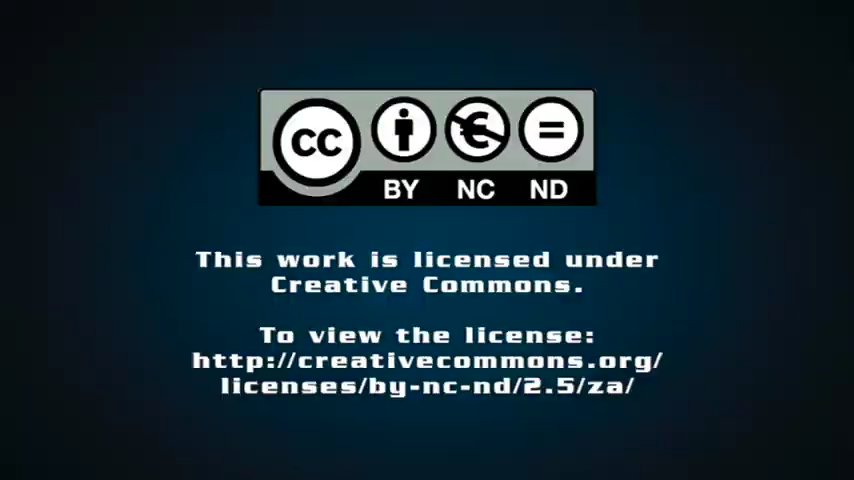 CC
BY NC ND
This work is licensed under
Creative Commons.
To view the license:
http://creativecommons.org/
licenses/by-nc-nd/2.5/za/